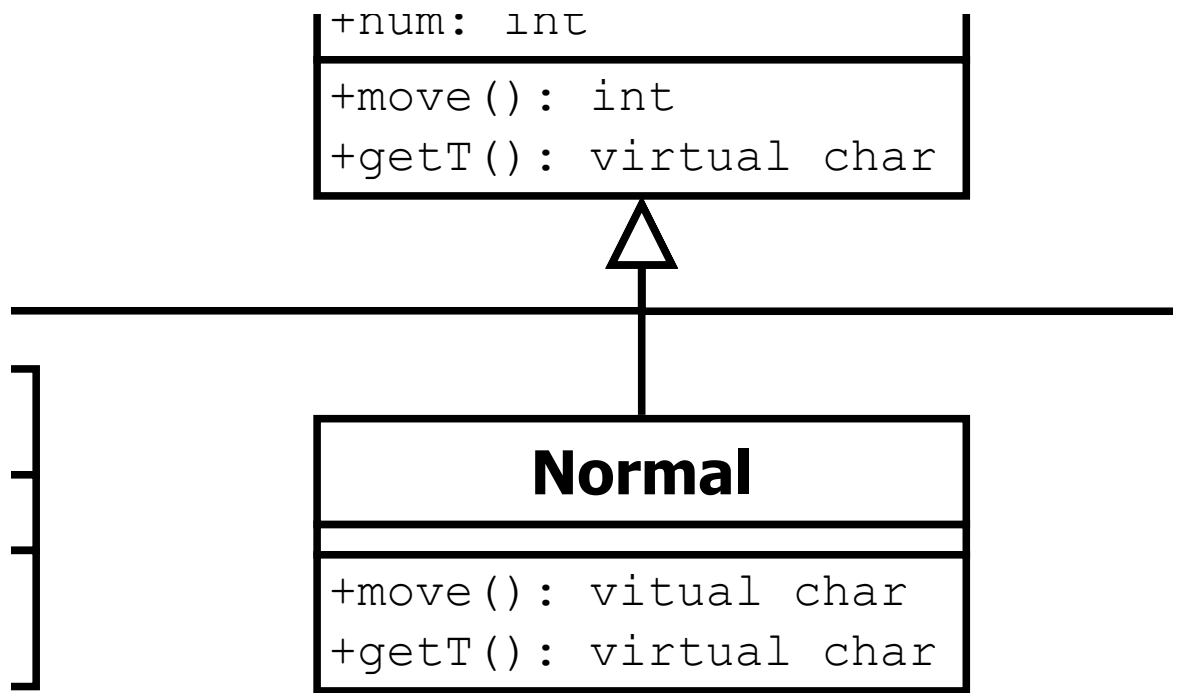 +num: int
+move(): int
+getT(): virtual char
Normal
+move(): vitual char
+getT(): virtual char